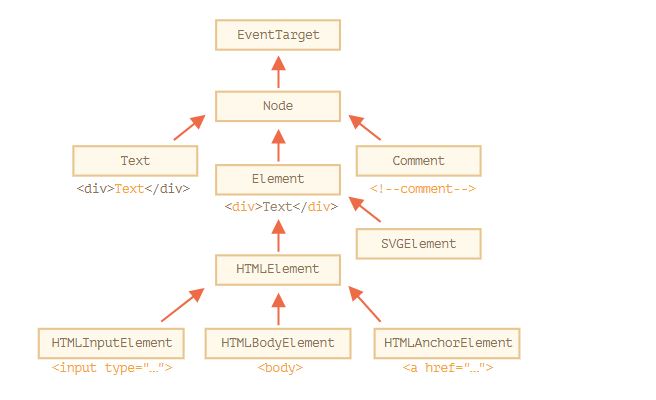 EventTarget
Node
Text
<div>Text</div>
Element
<div>Text</div>
Comment
<!--comment-->
SVGElement
HTMLElement
HTMLInputElement
<input type="…">
HTMLBodyElement
<body>
HTMLAnchorElement
<a href="…">